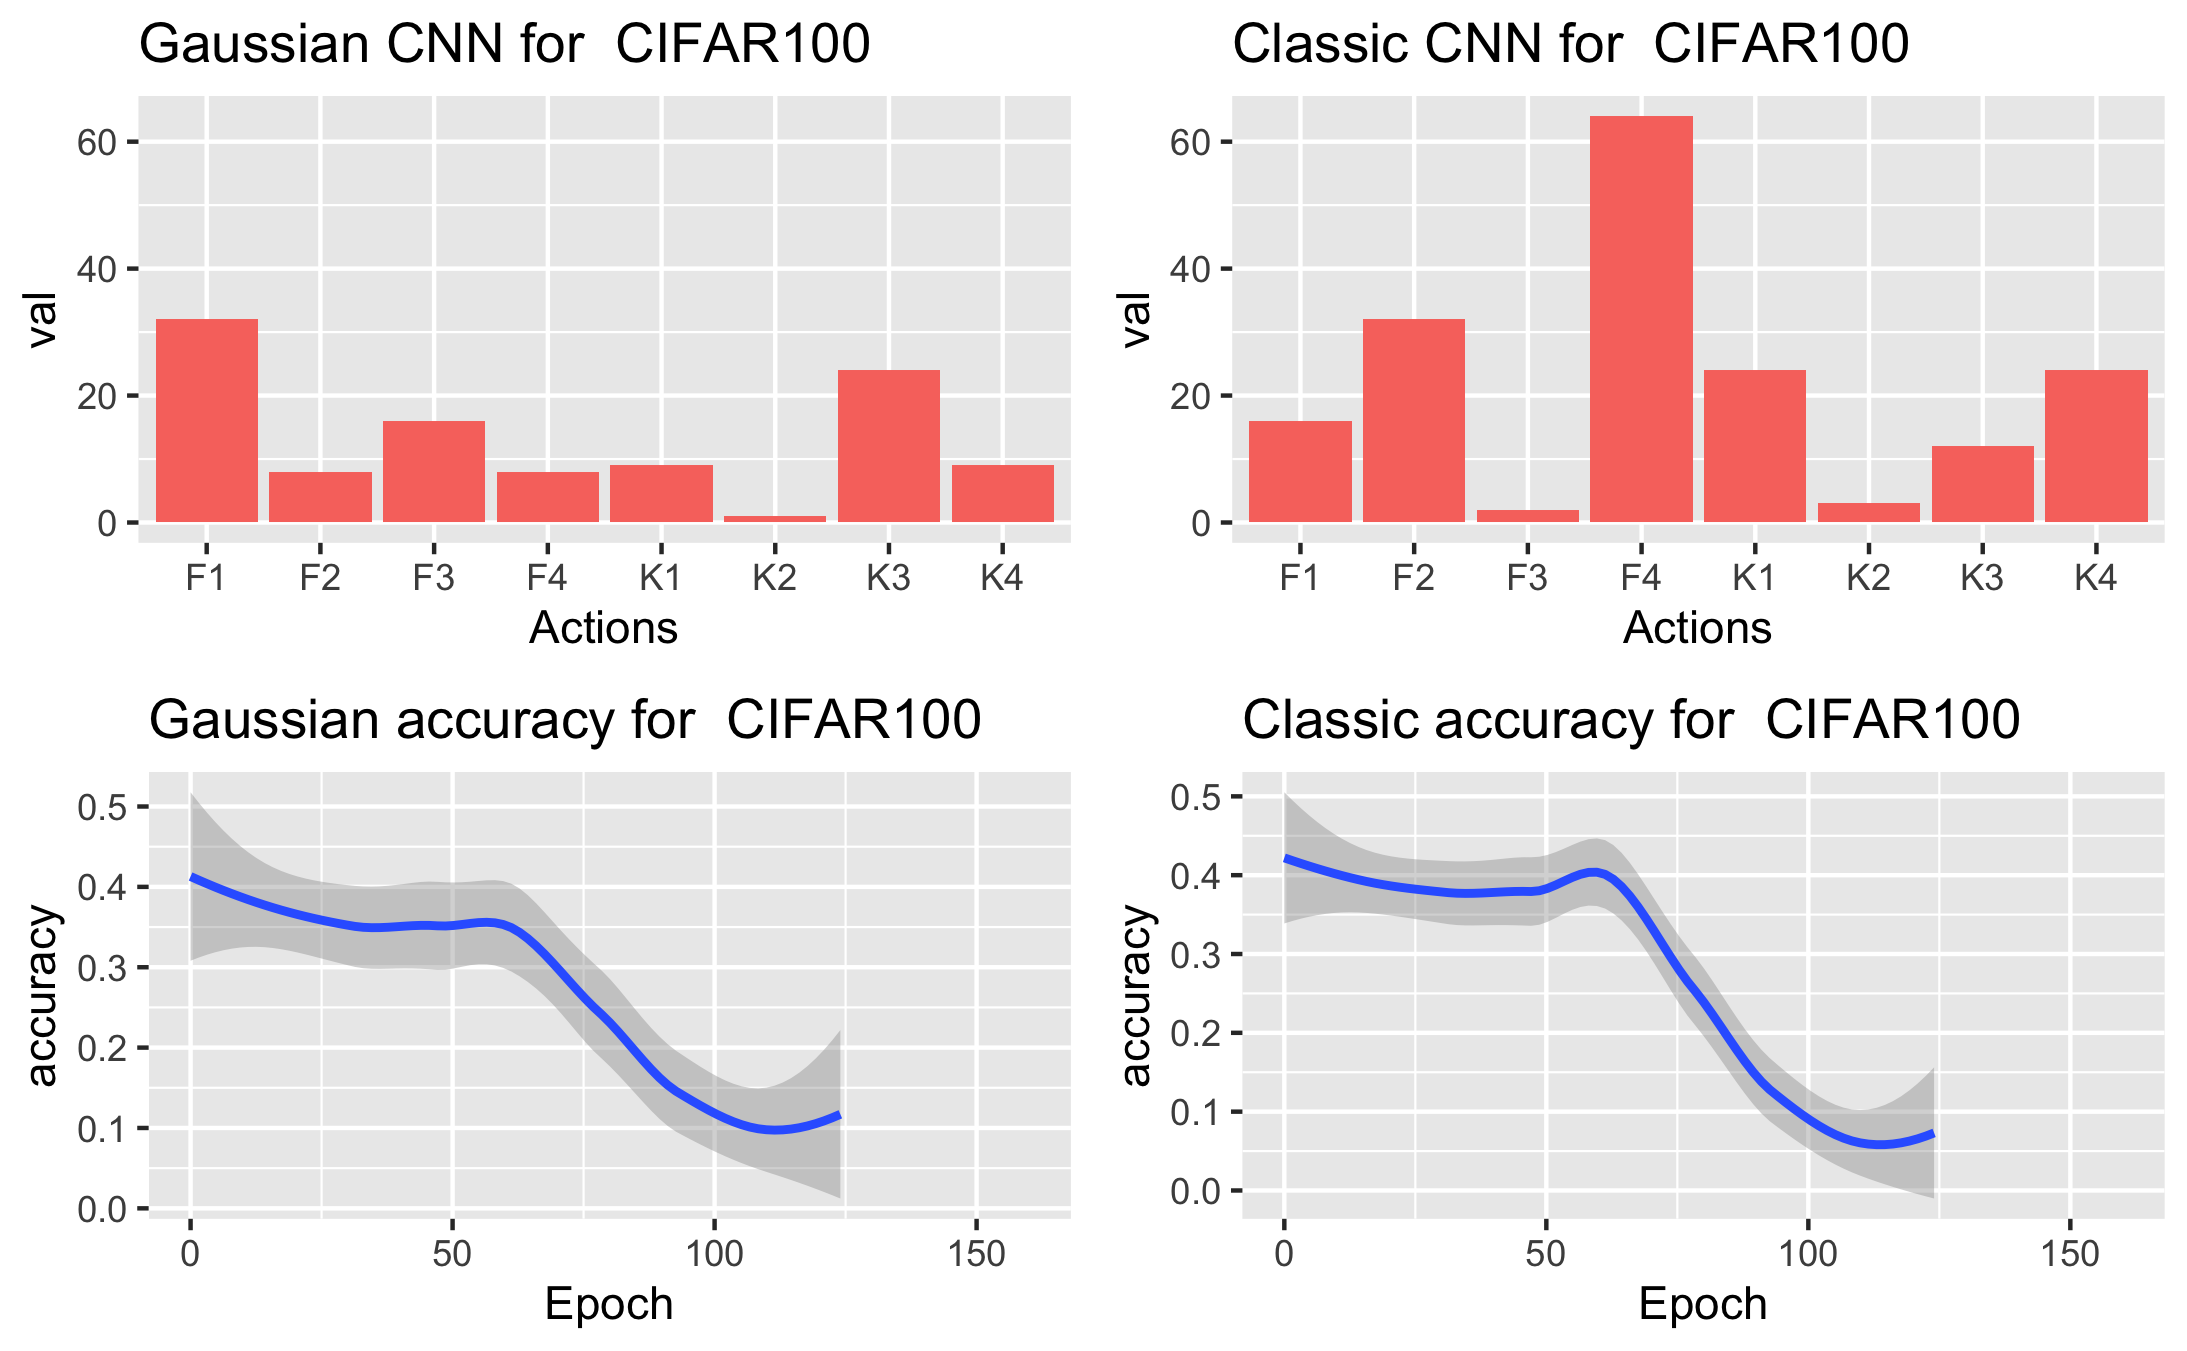 Gaussian CNN for  CIFAR100
60
40
20
0
val
F1 F2 F3 F4 K1 K2 K3 K4
Actions
Classic CNN for  CIFAR100
60
40
20
0
val
F1 F2 F3 F4 K1 K2 K3 K4
Actions
Gaussian accuracy for  CIFAR100
0.5
0.4
0.3
0.2
0.1
0.0
accuracy
0 50 100 150
Epoch
Classic accuracy for  CIFAR100
0.5
0.4
0.3
0.2
0.1
0.0
accuracy
0 50 100 150
Epoch